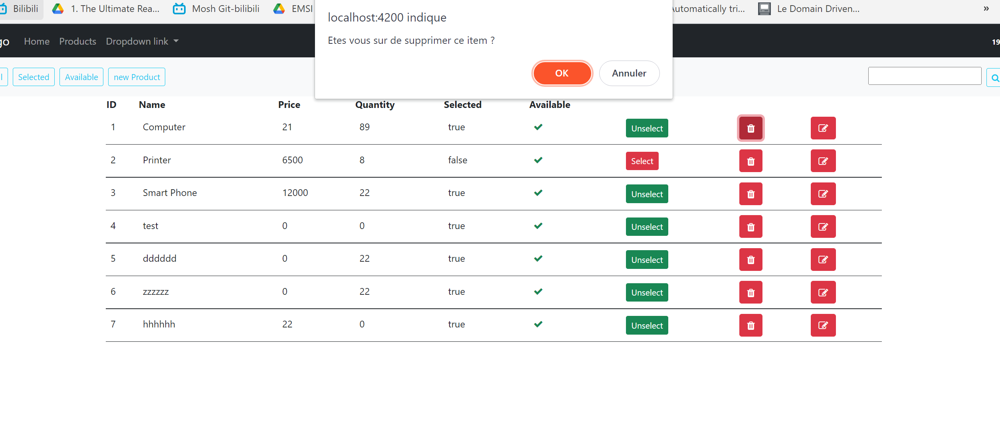 Bilibili 1. The Ultimate Rea... Mosh Git-bilibili EMSI Automatically tri... Le Domain Driven... »
localhost:4200 indique
Etes vous sur de supprimer ce item ?
OK Annuler
go Home Products Dropdown link 19
l Selected Available new Product
ID Name Price Quantity Selected Available
1 Computer 21 89 true Unselect
2 Printer 6500 8 false Select
3 Smart Phone 12000 22 true Unselect
4 test 0 0 true Unselect
5 dddddd 0 22 true Unselect
6 zzzzzz 0 22 true Unselect
7 hhhhhh 22 0 true Unselect